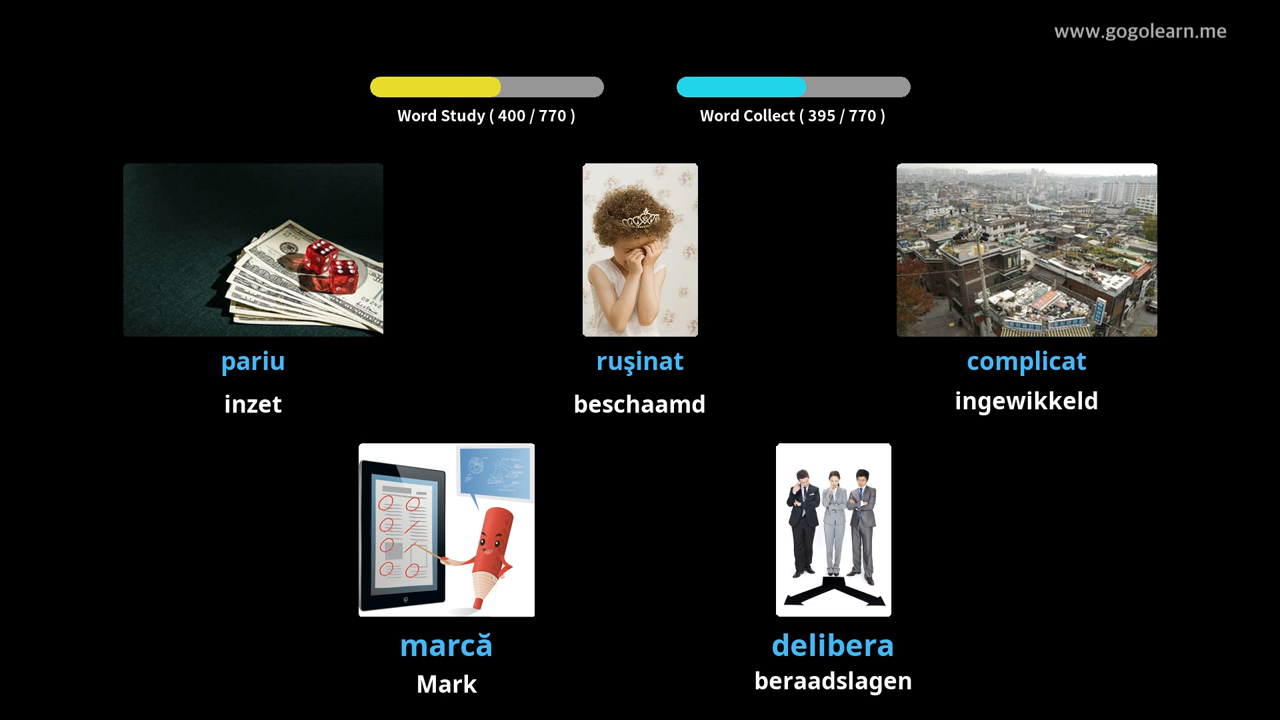 www.gogolearn.me
Word Study ( 400 / 770 )
Word Collect ( 395 / 770 )
pariu
inzet
ruşinat
beschaamd
complicat
ingewikkeld
marcă
Mark
delibera
beraadslagen